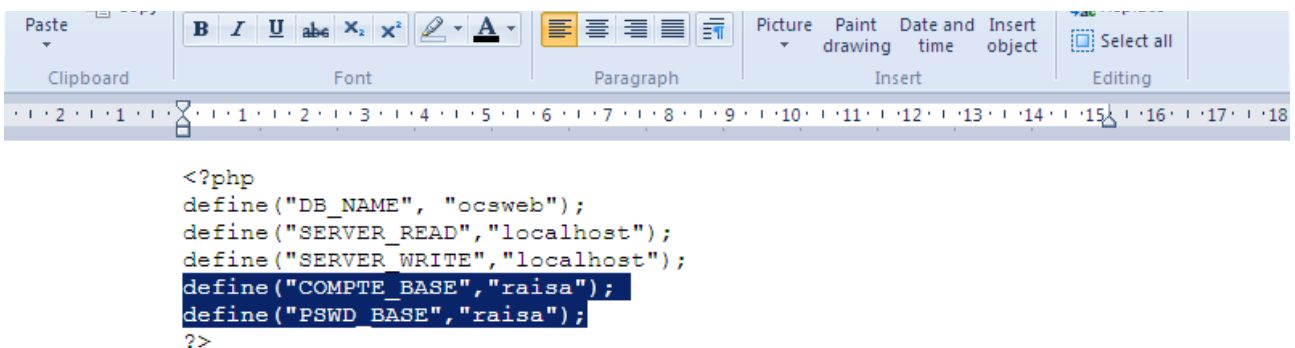 Paste
B I U abc X₂ X² A
Picture Paint drawing Date and time Insert object
Select all
Clipboard Font Paragraph Insert Editing
2 1 1 2 3 4 5 6 7 8 9 10 11 12 13 14 15 16 17 18
<?php
define("DB_NAME", "ocsweb");
define("SERVER_READ","localhost");
define("SERVER_WRITE","localhost");
define("COMPTE_BASE","raisa");
define("PSWD_BASE","raisa");
?>